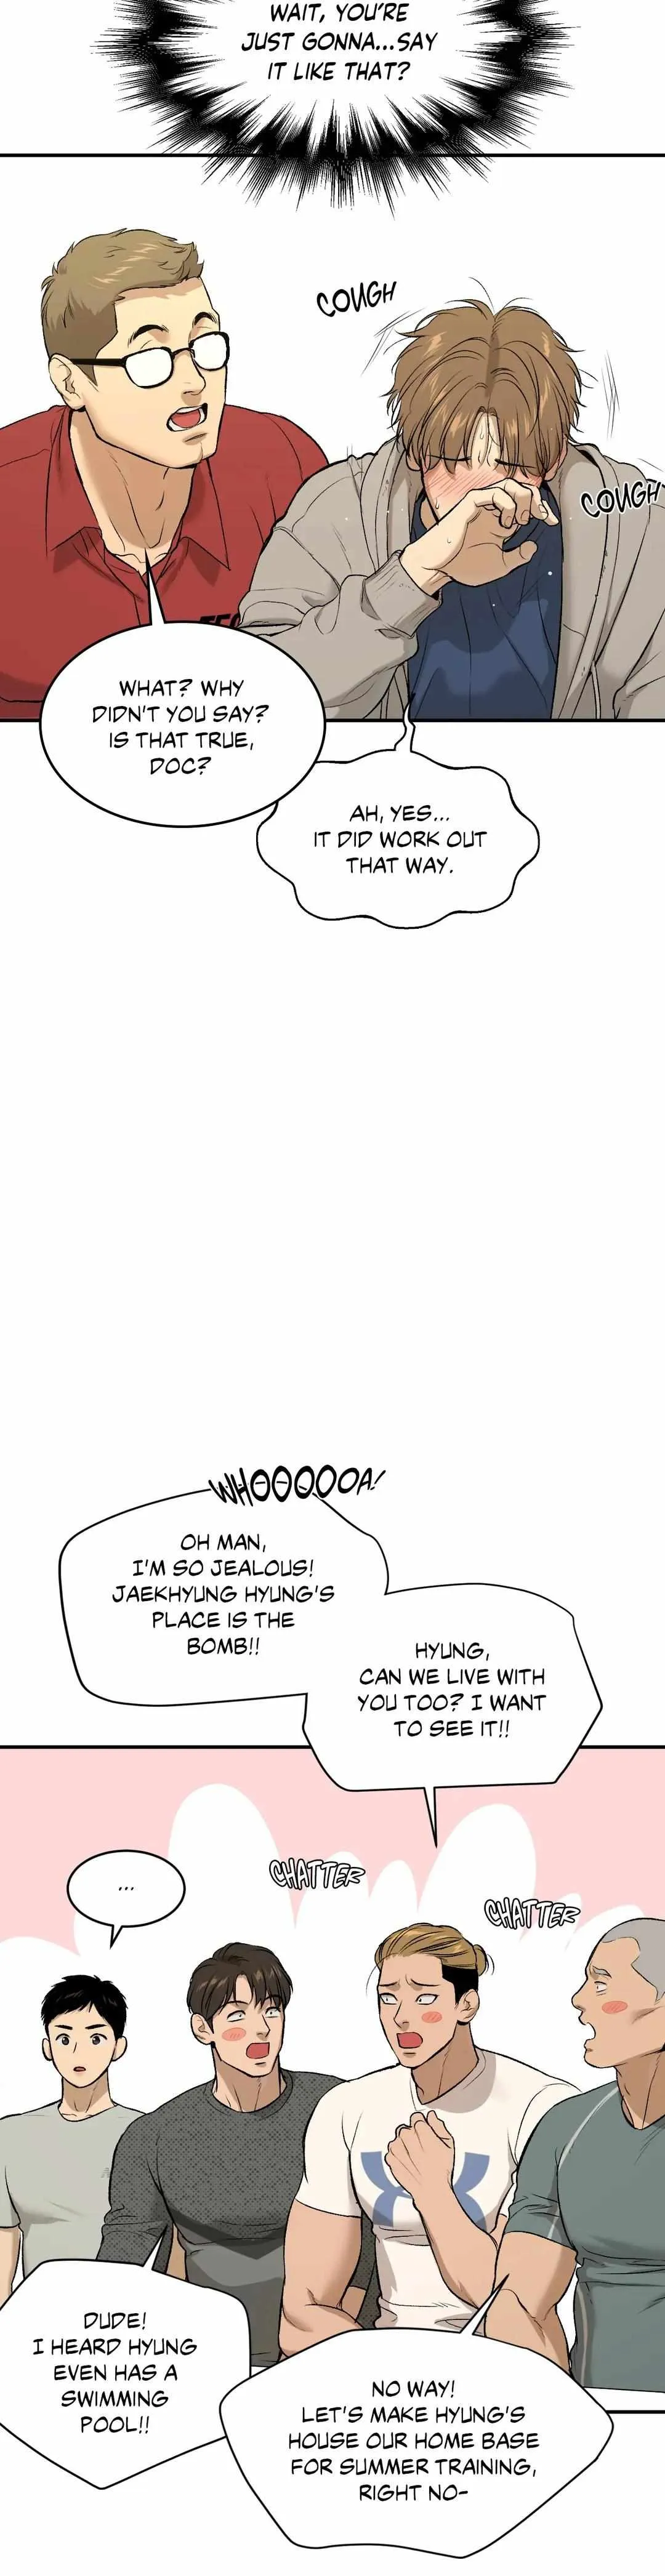 WAIT, YOU'RE
JUST GONNA...SAY
IT LIKE THAT?
COUGH
COUGH
WHAT? WHY
DIDN'T YOU SAY?
IS THAT TRUE,
DOC?
AH, YES...
IT DID WORK OUT
THAT WAY.
WHOOOOOA!
OH MAN,
I'M SO JEALOUS!
JAEKHYUNG HYUNG'S
PLACE IS THE
BOMB!!
HYUNG,
CAN WE LIVE WITH
YOU TOO? I WANT
TO SEE IT!!
...
CHATTER
CHATTER
DUDE!
I HEARD HYUNG
EVEN HAS A
SWIMMING
POOL!!
NO WAY!
LET'S MAKE HYUNG'S
HOUSE OUR HOME BASE
FOR SUMMER TRAINING,
RIGHT NO-